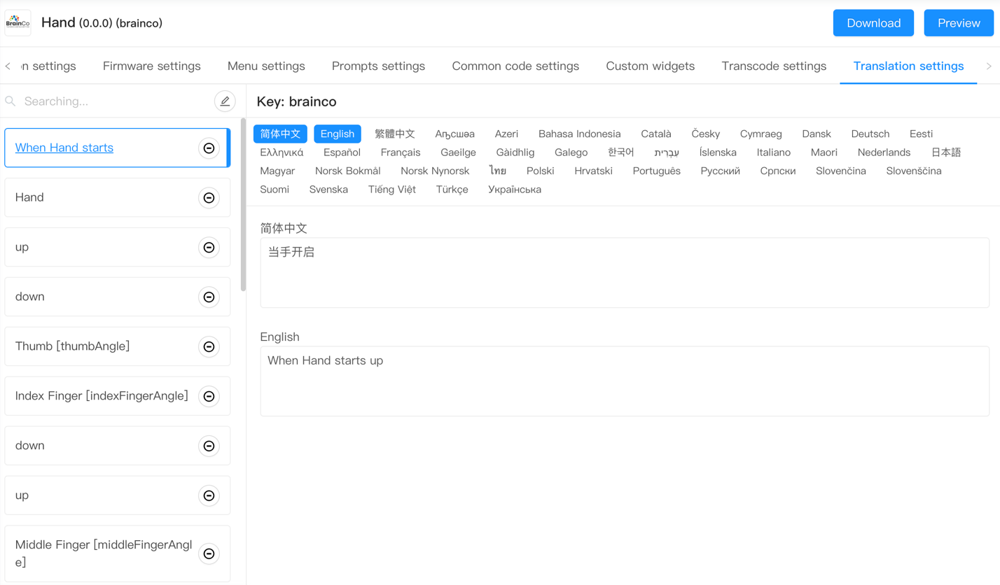 BrainCo
Hand (0.0.0) (brainco)
Download
Preview
n settings
Firmware settings
Menu settings
Prompts settings
Common code settings
Custom widgets
Transcode settings
Translation settings
Searching...
When Hand starts
Hand
up
down
Thumb [thumbAngle]
Index Finger [indexFingerAngle]
down
up
Middle Finger [middleFingerAngl
e]
Key: brainco
简体中文 English 繁體中文 Аҧсшәа Azeri Bahasa Indonesia Català Česky Cymraeg Dansk Deutsch Eesti
Ελληνικά Español Français Gaeilge Gàidhlig Galego 한국어 עִבְרִית Íslenska Italiano Maori Nederlands 日本語
Magyar Norsk Bokmål Norsk Nynorsk ไทย Polski Hrvatski Português Русский Српски Slovenčina Slovenščina
Suomi Svenska Tiếng Việt Türkçe Українська
简体中文
当手开启
English
When Hand starts up